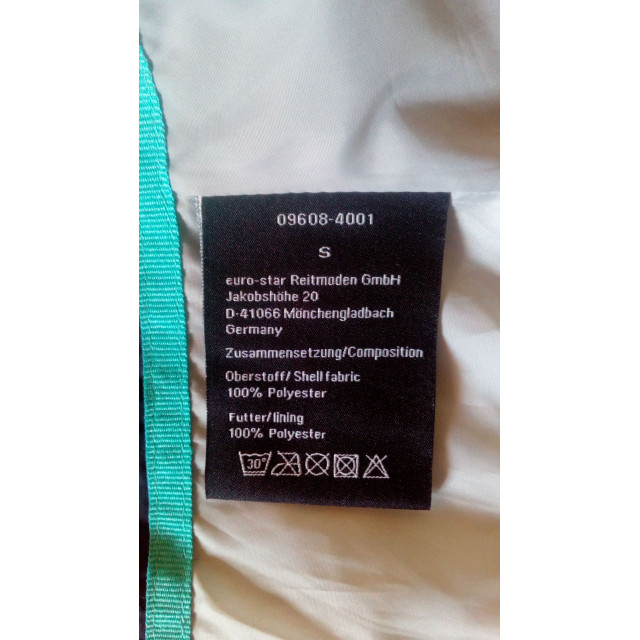 09608-4001
S
euro-star Reitmoden GmbH
Jakobshöhe 20
D-41066 Mönchengladbach
Germany
Zusammensetzung/Composition
Oberstoff/ Shell fabric
100% Polyester
Futter/lining
100% Polyester
30°